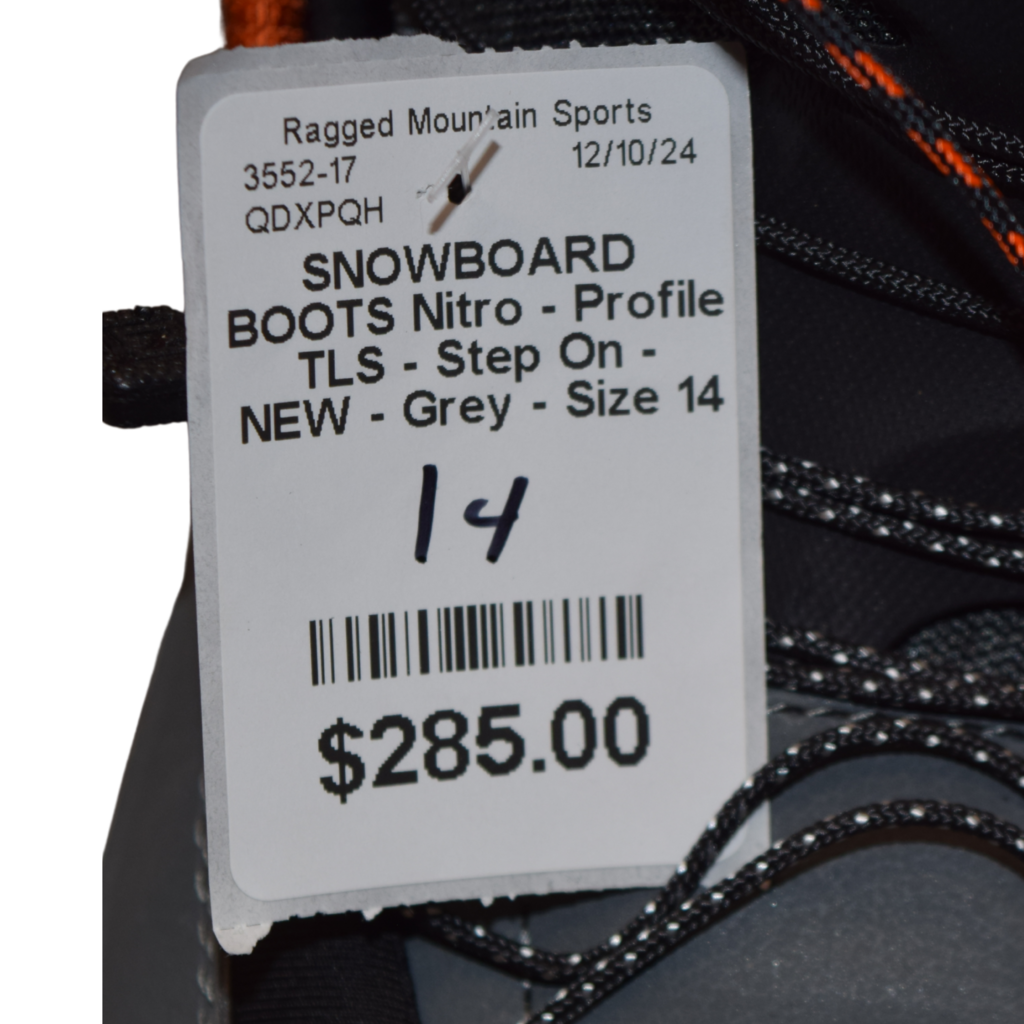 Ragged Mountain Sports
3552-17 12/10/24
QDXPQH
SNOWBOARD
BOOTS Nitro - Profile
TLS - Step On -
NEW - Grey - Size 14
14
$285.00